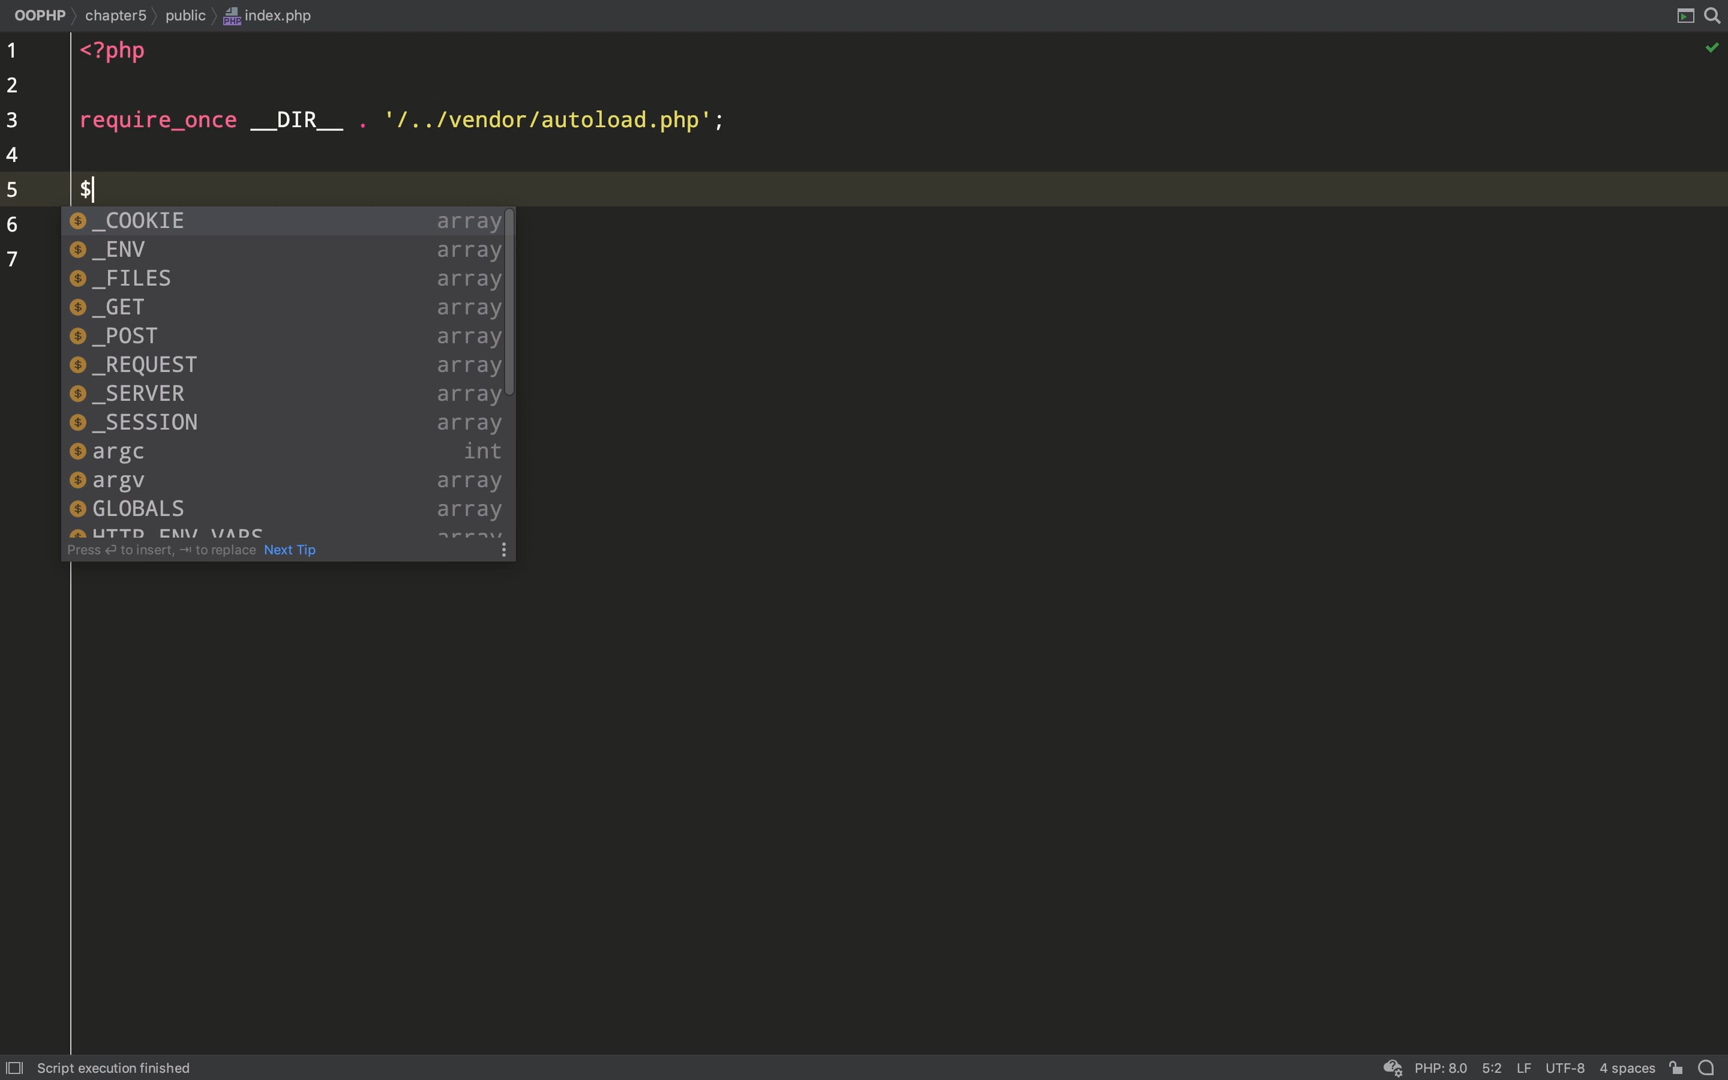 OOPHP chapter5 public index.php
1 <?php
2
3 require_once __DIR__ . '/../vendor/autoload.php';
4
5 $
6
7
_COOKIE array
_ENV array
_FILES array
_GET array
_POST array
_REQUEST array
_SERVER array
_SESSION array
argc int
argv array
GLOBALS array
HTTP_ENV_VARS array
Press ↵ to insert, ⇥ to replace Next Tip
Script execution finished PHP: 8.0 5:2 LF UTF-8 4 spaces